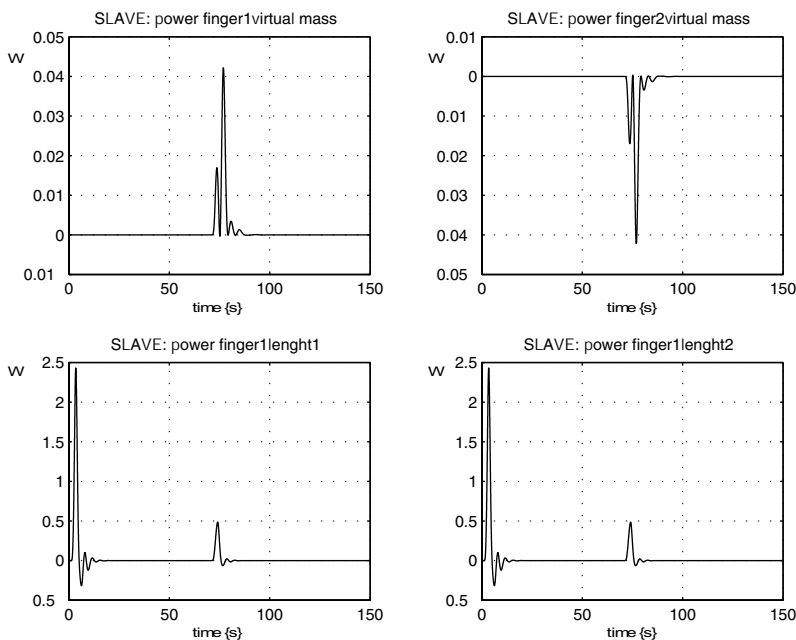 SLAVE: power finger1virtual mass
W
0.05
0.04
0.03
0.02
0.01
0
0.01
0 50 100 150
time {s}
SLAVE: power finger2virtual mass
W
0.01
0
0.01
0.02
0.03
0.04
0.05
0 50 100 150
time {s}
SLAVE: power finger1lenght1
W
2.5
2
1.5
1
0.5
0
0.5
0 50 100 150
time {s}
SLAVE: power finger1lenght2
W
2.5
2
1.5
1
0.5
0
0.5
0 50 100 150
time {s}